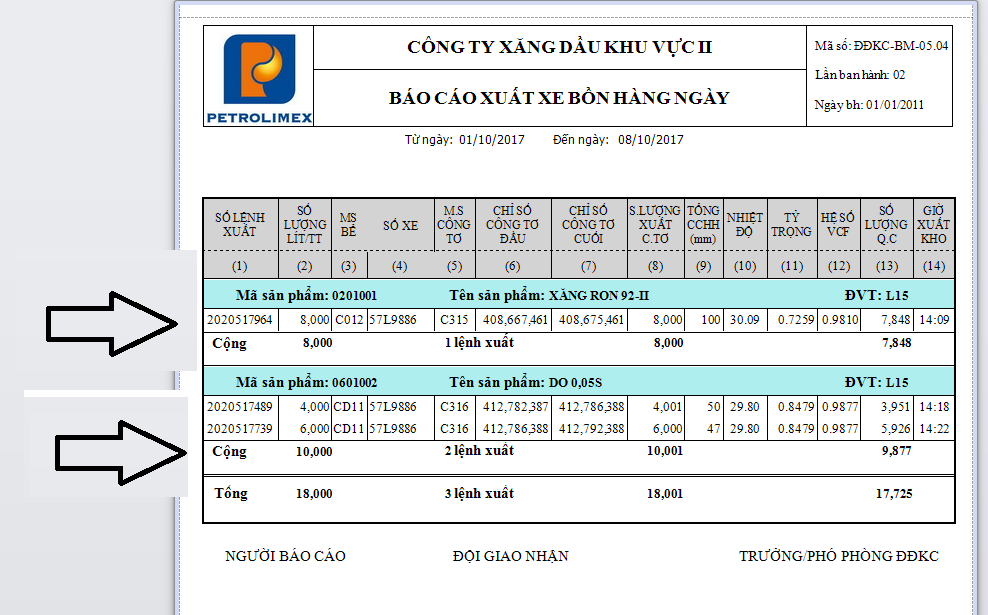 PETROLIMEX
CÔNG TY XĂNG DẦU KHU VỰC II
BÁO CÁO XUẤT XE BỒN HÀNG NGÀY
Mã số: ĐĐKC-BM-05.04
Lần ban hành: 02
Ngày bh: 01/01/2011
Từ ngày: 01/10/2017 Đến ngày: 08/10/2017
SỐ LỆNH XUẤT SỐ LƯỢNG LÍT/TT MS BỂ SỐ XE M.S CÔNG TƠ CHỈ SỐ CÔNG TƠ ĐẦU CHỈ SỐ CÔNG TƠ CUỐI S.LƯỢNG XUẤT C.TƠ TỔNG CCHH (mm) NHIỆT ĐỘ TỶ TRỌNG HỆ SỐ VCF SỐ LƯỢNG Q.C GIỜ XUẤT KHO
(1) (2) (3) (4) (5) (6) (7) (8) (9) (10) (11) (12) (13) (14)
Mã sản phẩm: 0201001 Tên sản phẩm: XĂNG RON 92-II ĐVT: L15
2020517964 8,000 C012 57L9886 C315 408,667,461 408,675,461 8,000 100 30.09 0.7259 0.9810 7,848 14:09
Cộng 8,000 1 lệnh xuất 8,000 7,848
Mã sản phẩm: 0601002 Tên sản phẩm: DO 0,05S ĐVT: L15
2020517489 4,000 CD11 57L9886 C316 412,782,387 412,786,388 4,001 50 29.80 0.8479 0.9877 3,951 14:18
2020517739 6,000 CD11 57L9886 C316 412,786,388 412,792,388 6,000 47 29.80 0.8479 0.9877 5,926 14:22
Cộng 10,000 2 lệnh xuất 10,001 9,877
Tổng 18,000 3 lệnh xuất 18,001 17,725
NGƯỜI BÁO CÁO ĐỘI GIAO NHẬN TRƯỞNG/PHÓ PHÒNG ĐĐKC